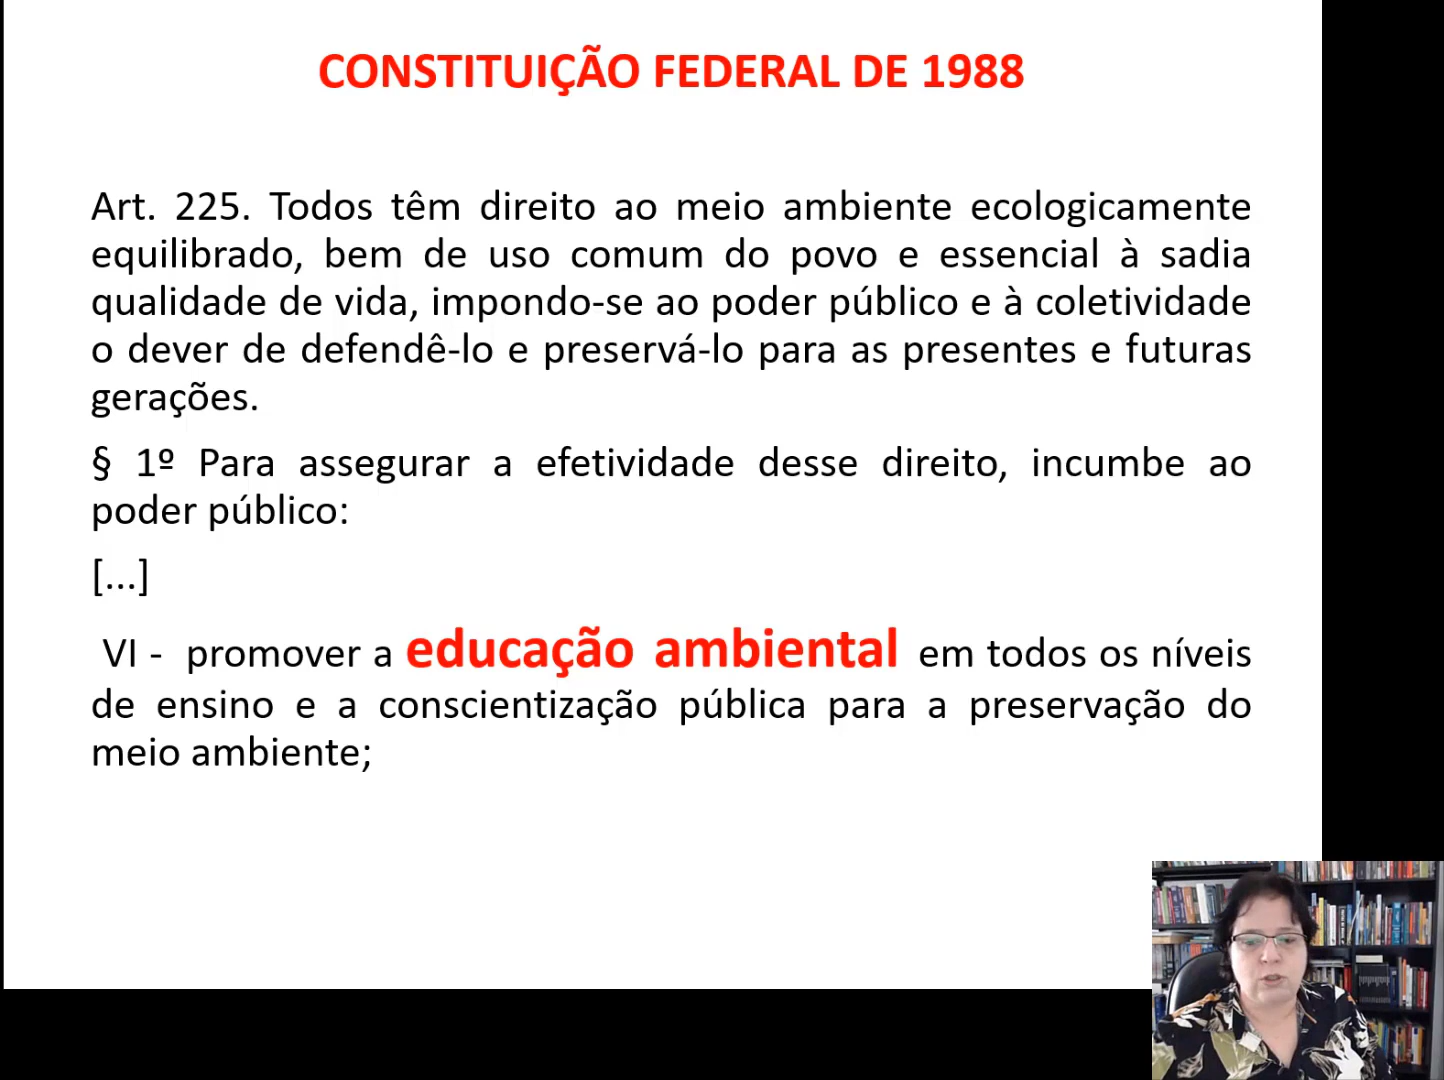 CONSTITUIÇÃO FEDERAL DE 1988
Art. 225. Todos têm direito ao meio ambiente ecologicamente
equilibrado, bem de uso comum do povo e essencial à sadia
qualidade de vida, impondo-se ao poder público e à coletividade
o dever de defendê-lo e preservá-lo para as presentes e futuras
gerações.
§ 1º Para assegurar a efetividade desse direito, incumbe ao
poder público:
[...]
VI - promover a educação ambiental em todos os níveis
de ensino e a conscientização pública para a preservação do
meio ambiente;